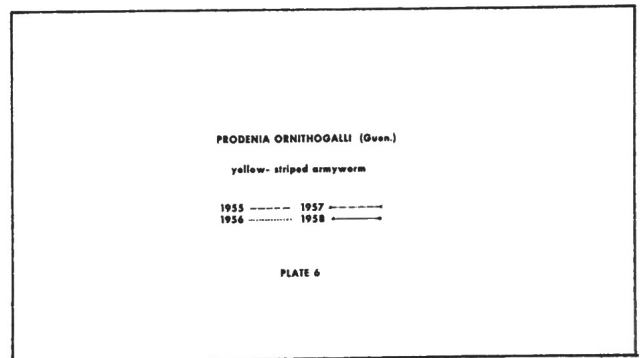 PRODENIA ORNITHOGALLI (Guen.)
yellow- striped armyworm
1955 1957
1956 1958
PLATE 6